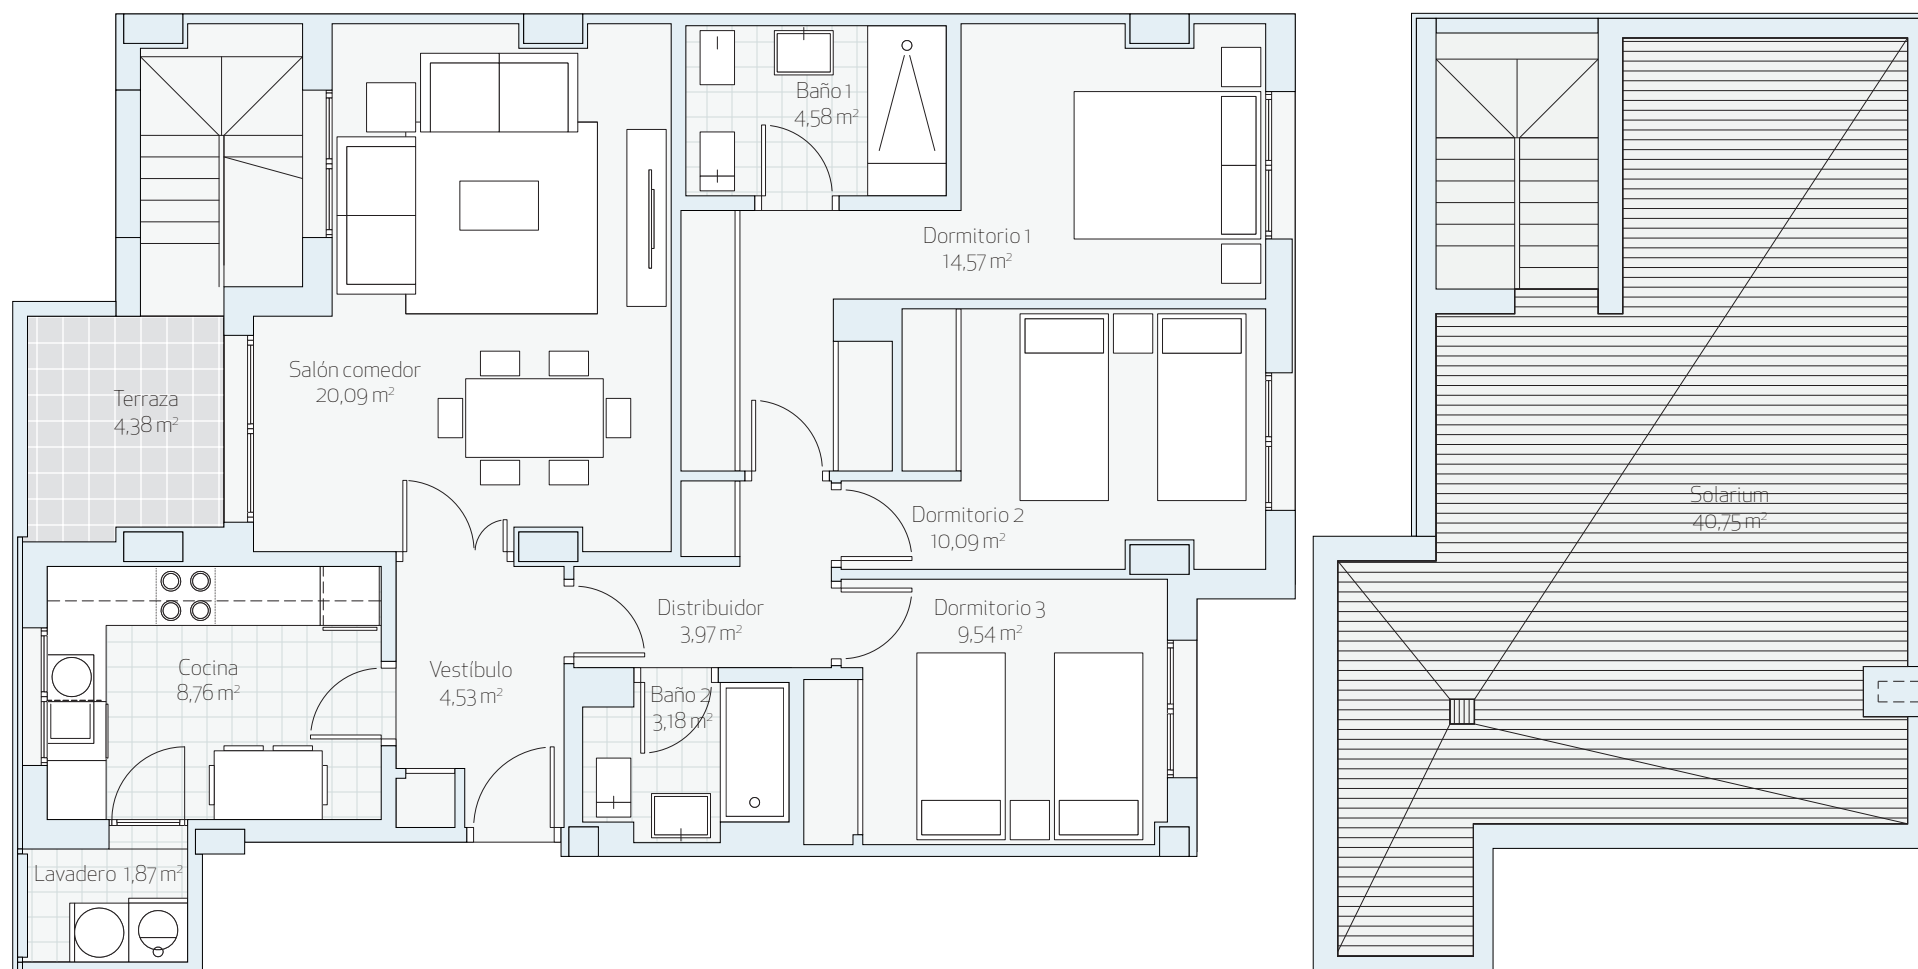 Baño 1
4,58 m²
Dormitorio 1
14,57 m²
Salón comedor
20,09 m²
Terraza
4,38 m²
Solarium
40,75 m²
Dormitorio 2
10,09 m²
Distribuidor
3,97 m²
Dormitorio 3
9,54 m²
Cocina
8,76 m²
Vestíbulo
4,53 m²
Baño 2
3,18 m²
Lavadero 1,87 m²